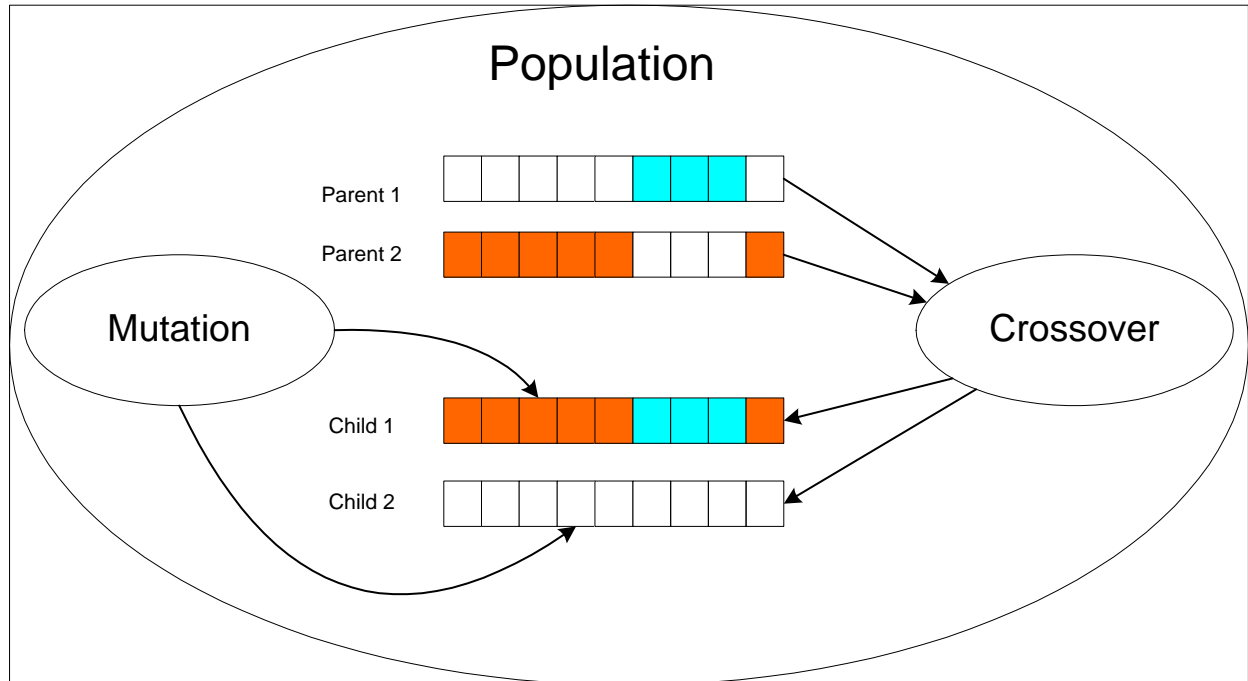 Population
Parent 1
Parent 2
Mutation
Crossover
Child 1
Child 2